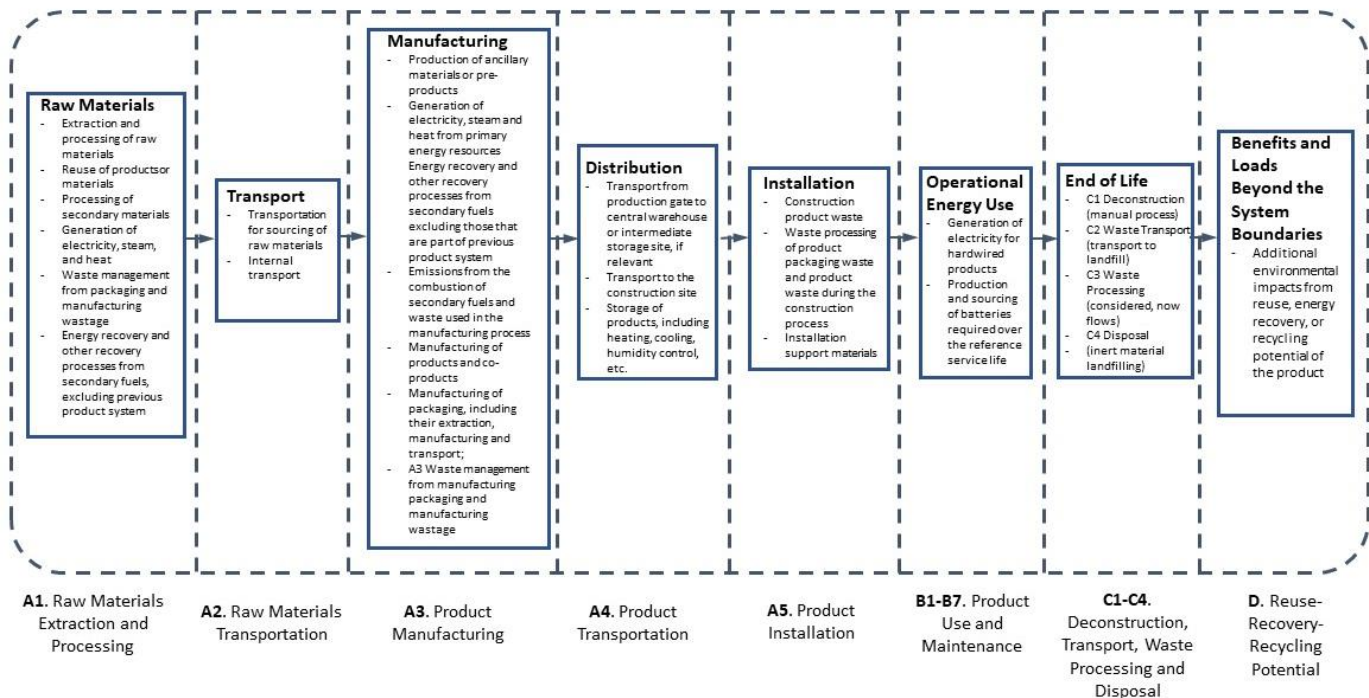 Raw Materials
- Extraction and
processing of raw
materials
- Reuse of productsor
materials
- Processing of
secondary materials
- Generation of
electricity, steam,
and heat
- Waste management
from packaging and
manufacturing
wastage
- Energy recovery and
other recovery
processes from
secondary fuels,
excluding previous
product system
Transport
- Transportation
for sourcing of
raw materials
- Internal
transport
Manufacturing
- Production of ancillary
materials or pre-
products
- Generation of
electricity, steam and
heat from primary
energy resources
Energy recovery and
other recovery
processes from
secondary fuels
excluding those that
are part of previous
product system
- Emissions from the
combustion of
secondary fuels and
waste used in the
manufacturing process
- Manufacturing of
products and co-
products
- Manufacturing of
packaging, including
their extraction,
manufacturing and
transport;
- A3 Waste management
from manufacturing
packaging and
manufacturing
wastage
Distribution
- Transport from
production gate to
central warehouse
or intermediate
storage site, if
relevant
- Transport to the
construction site
- Storage of
products, including
heating, cooling,
humidity control,
etc.
Installation
- Construction
product waste
- Waste processing
of product
packaging waste
and product
waste during the
construction
process
- Installation
support materials
Operational
Energy Use
- Generation of
electricity for
hardwired
products
- Production
and sourcing
of batteries
required over
the reference
service life
End of Life
- C1 Deconstruction
(manual process)
- C2 Waste Transport
(transport to
landfill)
- C3 Waste
Processing
(considered, now
flows)
- C4 Disposal
- (inert material
landfilling)
Benefits and
Loads
Beyond the
System
Boundaries
- Additional
environmental
impacts from
reuse, energy
recovery, or
recycling
potential of
the product
A1. Raw Materials
Extraction and
Processing
A2. Raw Materials
Transportation
A3. Product
Manufacturing
A4. Product
Transportation
A5. Product
Installation
B1-B7. Product
Use and
Maintenance
C1-C4.
Deconstruction,
Transport, Waste
Processing and
Disposal
D. Reuse-
Recovery-
Recycling
Potential